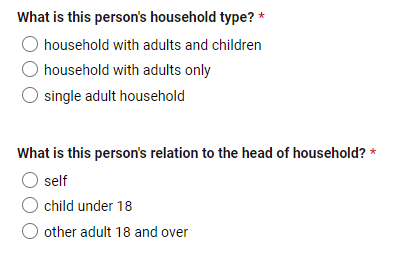 What is this person's household type? *
household with adults and children
household with adults only
single adult household
What is this person's relation to the head of household? *
self
child under 18
other adult 18 and over